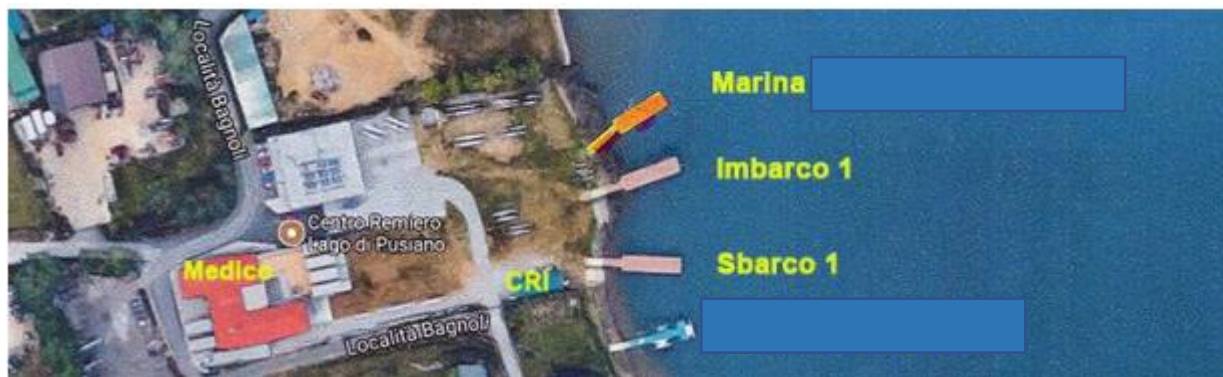 Località Bagnoli
Marina
Imbarco 1
Centro Remiero
Lago di Pusiano
Medico
CRI
Sbarco 1
Località Bagnoli